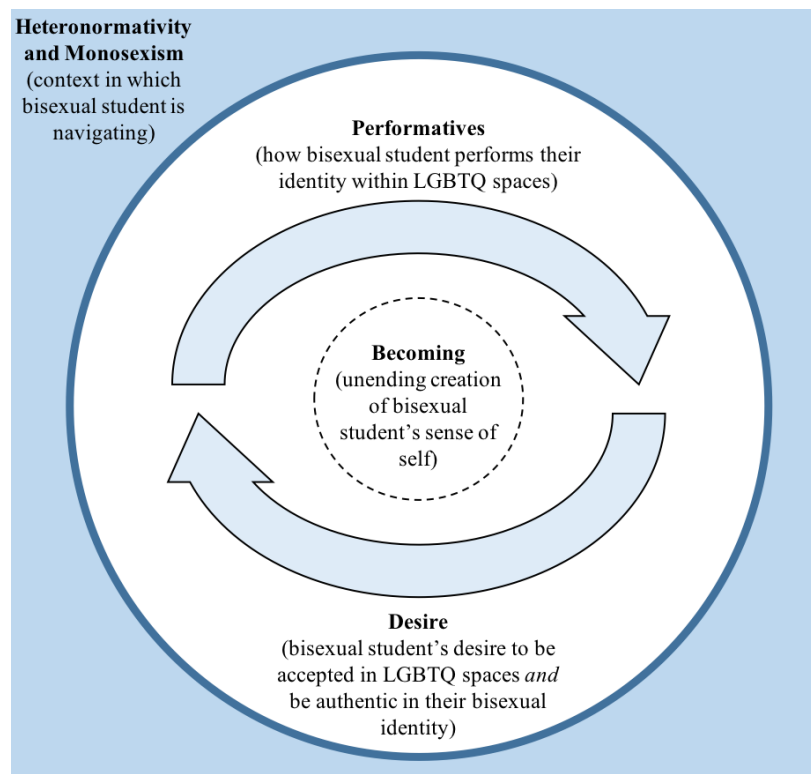 Heteronormativity
and Monosexism
(context in which
bisexual student is
navigating)
Performatives
(how bisexual student performs their
identity within LGBTQ spaces)
Becoming
(unending creation
of bisexual
student’s sense of
self)
Desire
(bisexual student’s desire to be
accepted in LGBTQ spaces and
be authentic in their bisexual
identity)